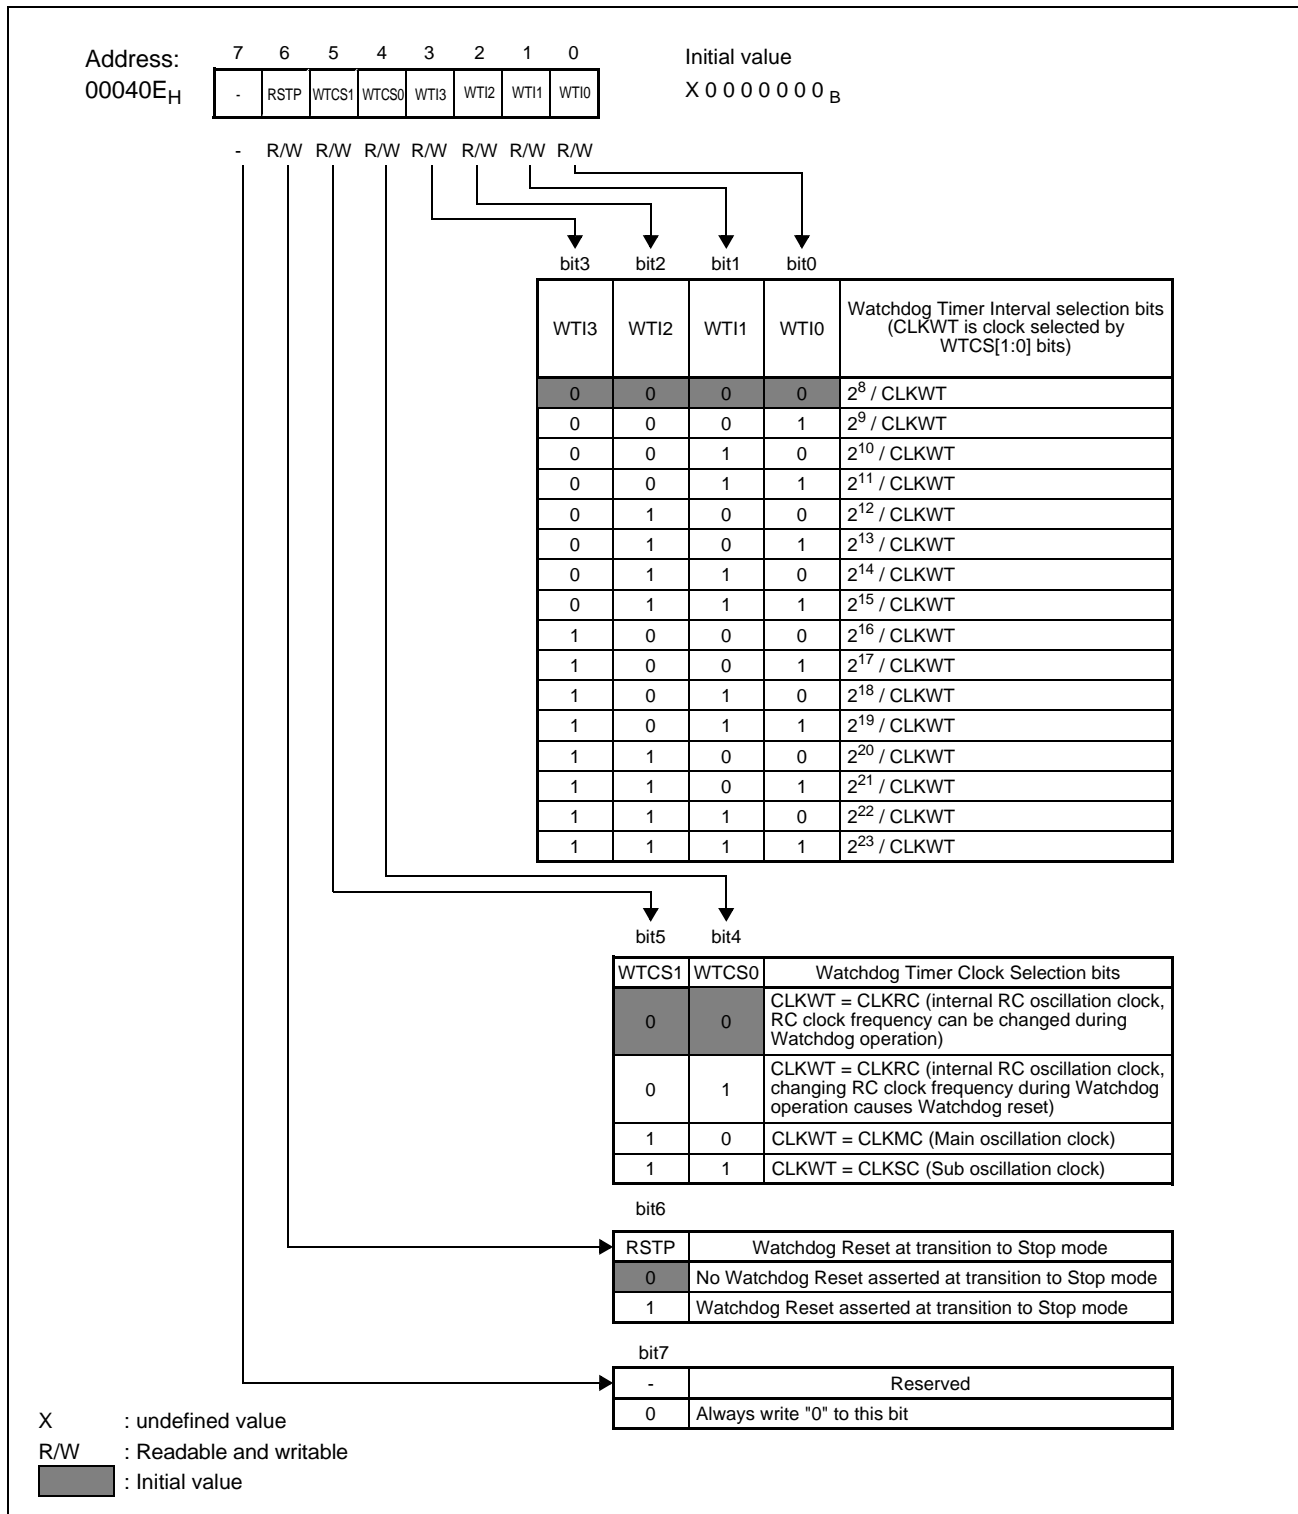 Address: 7 6 5 4 3 2 1 0 Initial value
00040EH - RSTP WTCS1 WTCS0 WTI3 WTI2 WTI1 WTI0 X 0 0 0 0 0 0 0 B
- R/W R/W R/W R/W R/W R/W R/W
bit3 bit2 bit1 bit0
WTI3 WTI2 WTI1 WTI0 Watchdog Timer Interval selection bits
(CLKWT is clock selected by
WTCS[1:0] bits)
0 0 0 0 2^8 / CLKWT
0 0 0 1 2^9 / CLKWT
0 0 1 0 2^10 / CLKWT
0 0 1 1 2^11 / CLKWT
0 1 0 0 2^12 / CLKWT
0 1 0 1 2^13 / CLKWT
0 1 1 0 2^14 / CLKWT
0 1 1 1 2^15 / CLKWT
1 0 0 0 2^16 / CLKWT
1 0 0 1 2^17 / CLKWT
1 0 1 0 2^18 / CLKWT
1 0 1 1 2^19 / CLKWT
1 1 0 0 2^20 / CLKWT
1 1 0 1 2^21 / CLKWT
1 1 1 0 2^22 / CLKWT
1 1 1 1 2^23 / CLKWT
bit5 bit4
WTCS1 WTCS0 Watchdog Timer Clock Selection bits
0 0 CLKWT = CLKRC (internal RC oscillation clock,
RC clock frequency can be changed during
Watchdog operation)
0 1 CLKWT = CLKRC (internal RC oscillation clock,
changing RC clock frequency during Watchdog
operation causes Watchdog reset)
1 0 CLKWT = CLKMC (Main oscillation clock)
1 1 CLKWT = CLKSC (Sub oscillation clock)
bit6
RSTP Watchdog Reset at transition to Stop mode
0 No Watchdog Reset asserted at transition to Stop mode
1 Watchdog Reset asserted at transition to Stop mode
bit7
- Reserved
0 Always write "0" to this bit
X : undefined value
R/W : Readable and writable
: Initial value